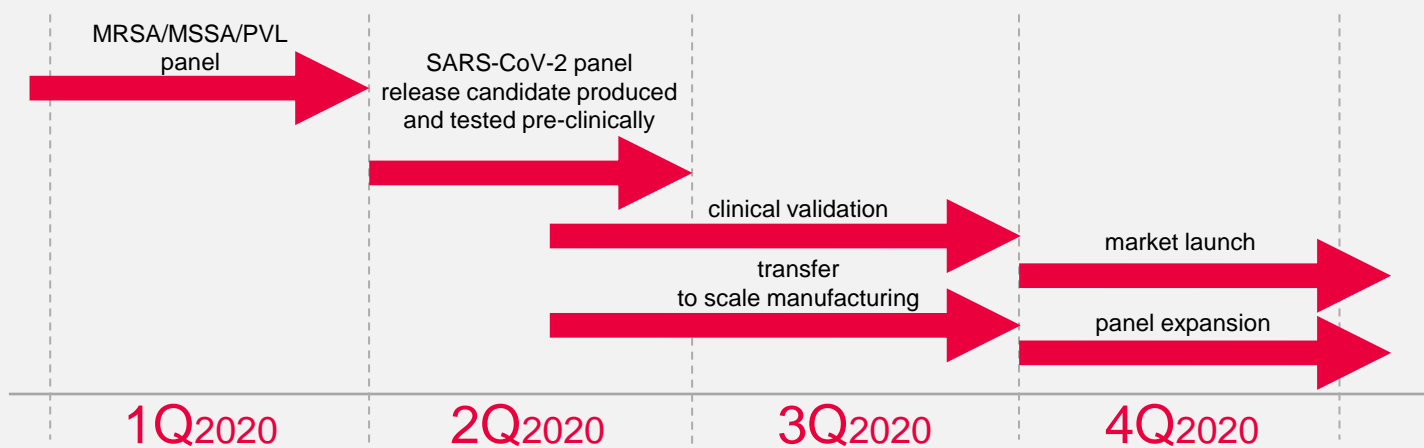 MRSA/MSSA/PVL
panel
SARS-CoV-2 panel
release candidate produced
and tested pre-clinically
clinical validation
transfer
to scale manufacturing
market launch
panel expansion
1Q2020
2Q2020
3Q2020
4Q2020